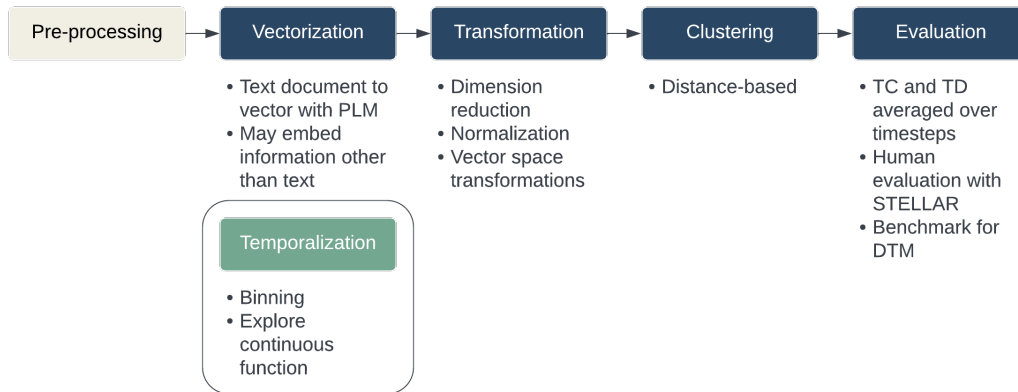 Pre-processing
Vectorization
Transformation
Clustering
Evaluation
• Text document to
vector with PLM
• May embed
information other
than text
• Dimension
reduction
• Normalization
• Vector space
transformations
• Distance-based
• TC and TD
averaged over
timesteps
• Human
evaluation with
STELLAR
• Benchmark for
DTM
Temporalization
• Binning
• Explore
continuous
function